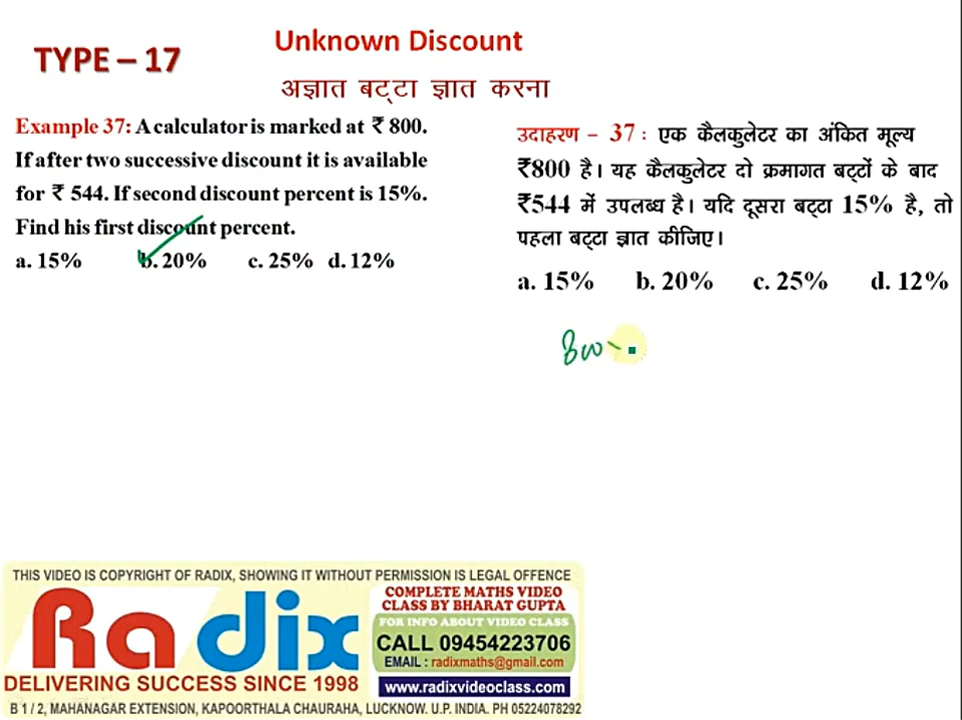 TYPE – 17
Unknown Discount
अज्ञात बट्टा ज्ञात करना
Example 37: A calculator is marked at ₹ 800.
If after two successive discount it is available
for ₹ 544. If second discount percent is 15%.
Find his first discount percent.
a. 15% b. 20% c. 25% d. 12%
उदाहरण – 37 : एक कैलकुलेटर का अंकित मूल्य
₹800 है। यह कैलकुलेटर दो क्रमागत बट्टों के बाद
₹544 में उपलब्ध है। यदि दूसरा बट्टा 15% है, तो
पहला बट्टा ज्ञात कीजिए।
a. 15% b. 20% c. 25% d. 12%
800
THIS VIDEO IS COPYRIGHT OF RADIX, SHOWING IT WITHOUT PERMISSION IS LEGAL OFFENCE
Radix
DELIVERING SUCCESS SINCE 1998
COMPLETE MATHS VIDEO
CLASS BY BHARAT GUPTA
FOR INFO ABOUT VIDEO CLASS
CALL 09454223706
EMAIL : radixmaths@gmail.com
www.radixvideoclass.com
B 1 / 2, MAHANAGAR EXTENSION, KAPOORTHALA CHAURAHA, LUCKNOW. U.P. INDIA. PH 05224078292